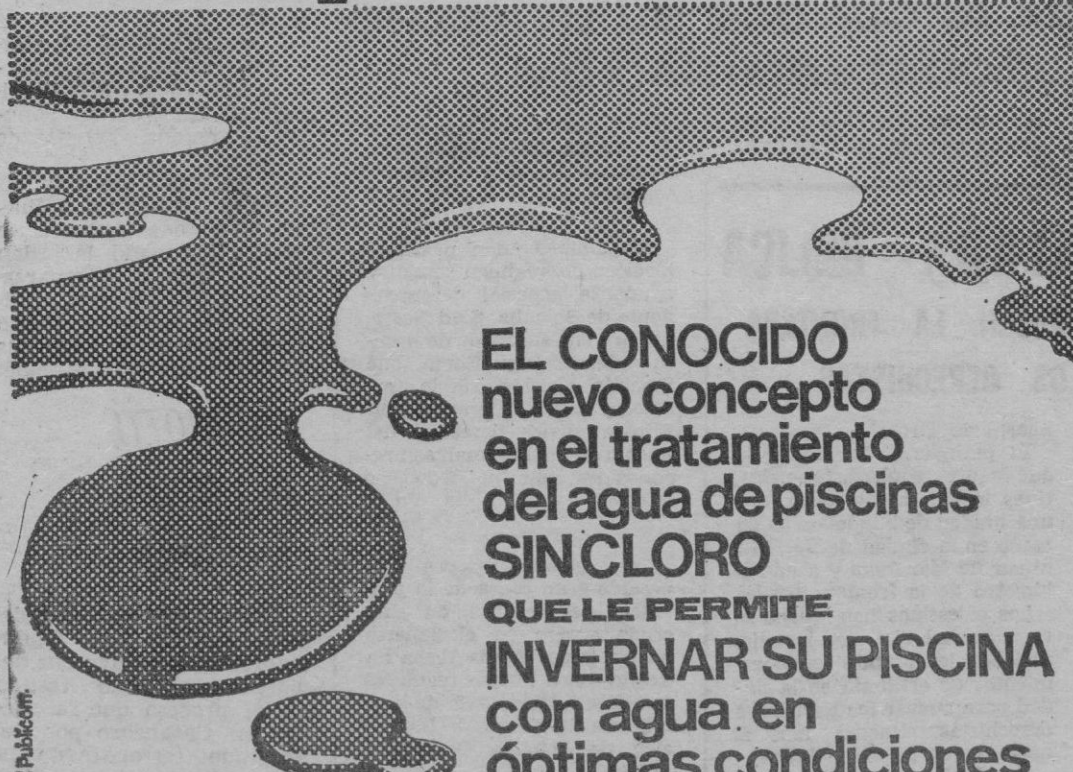 EL CONOCIDO
nuevo concepto
en el tratamiento
del agua de piscinas
SIN CLORO
QUE LE PERMITE
INVERNAR SU PISCINA
con agua en
óptimas condiciones
Publicom